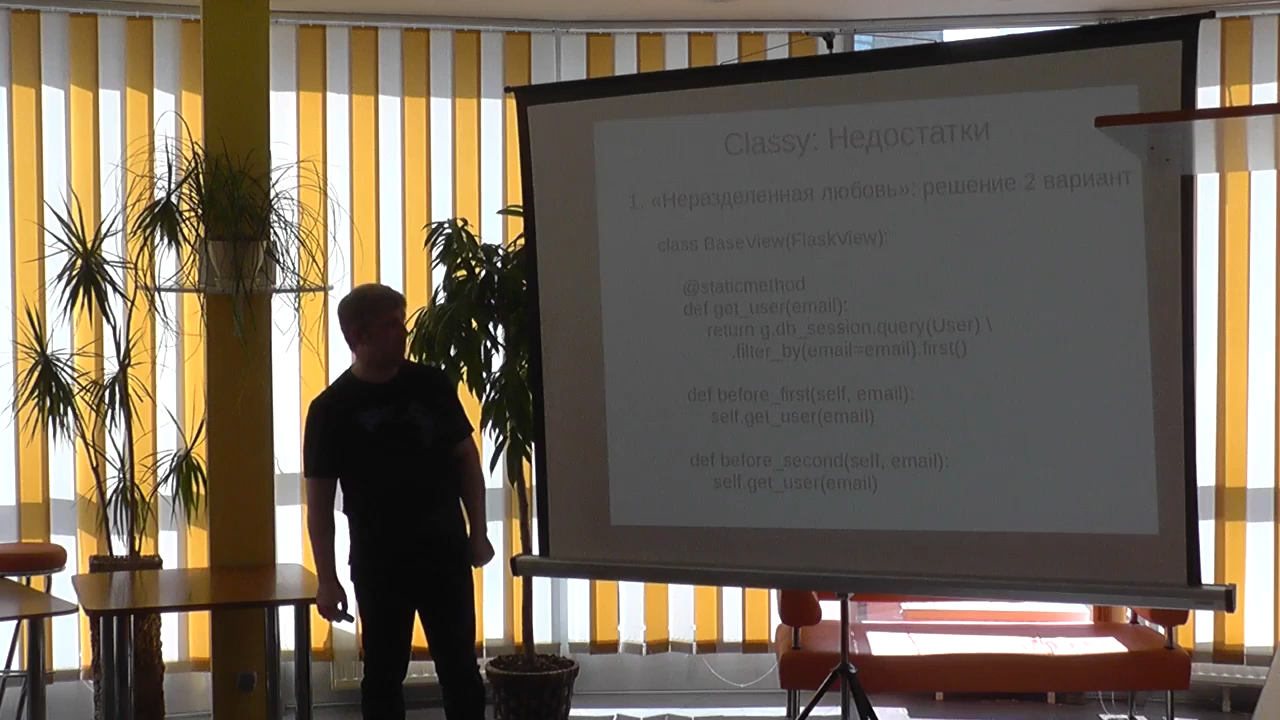 Classy: Недостатки
1. «Неразделенная любовь»: решение 2 вариант
class BaseView(FlaskView):
@staticmethod
def get_user(email):
return g.db_session.query(User) \
.filter_by(email=email).first()
def before_first(self, email):
self.get_user(email)
def before_second(self, email):
self.get_user(email)